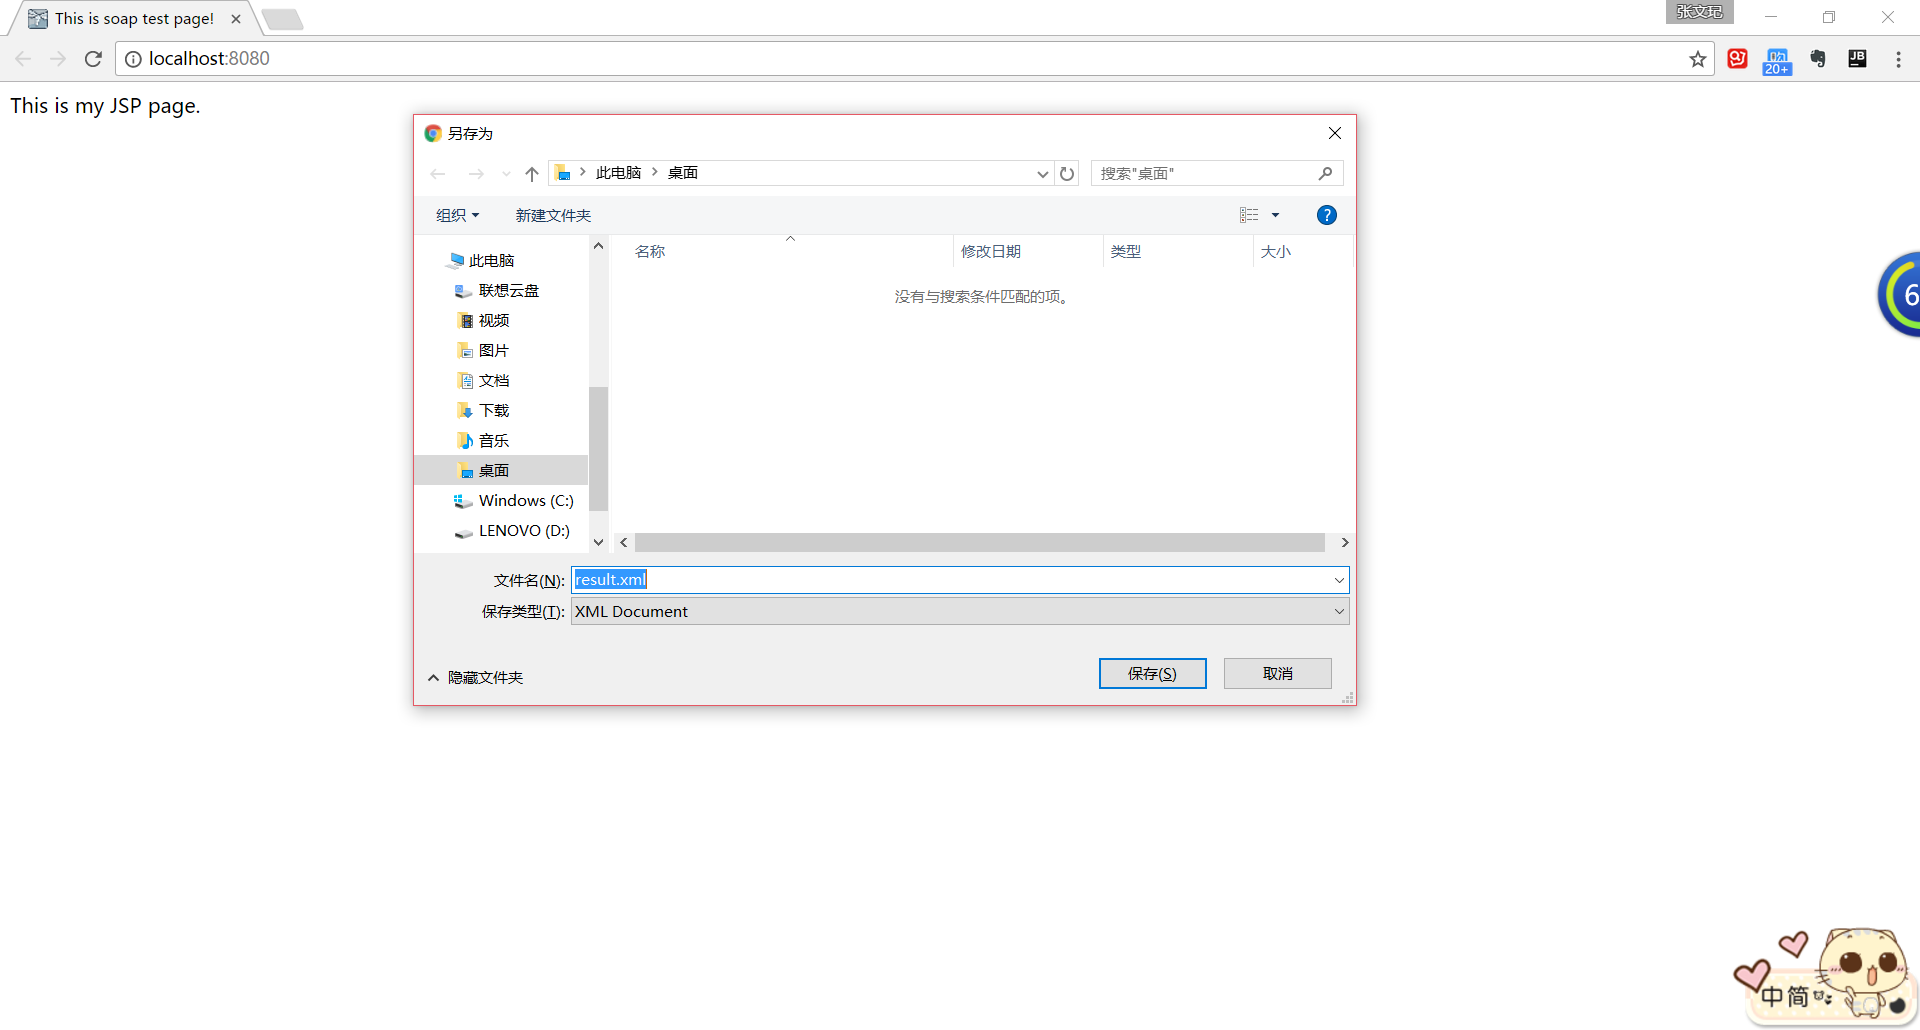 This is soap test page!
张文玘
localhost:8080
20+
JB
This is my JSP page.
另存为
此电脑 桌面
搜索"桌面"
组织 新建文件夹
?
名称 修改日期 类型 大小
没有与搜索条件匹配的项。
此电脑
联想云盘
视频
图片
文档
下载
音乐
桌面
Windows (C:)
LENOVO (D:)
文件名(N): result.xml
保存类型(T): XML Document
隐藏文件夹
保存(S) 取消
6
中 简